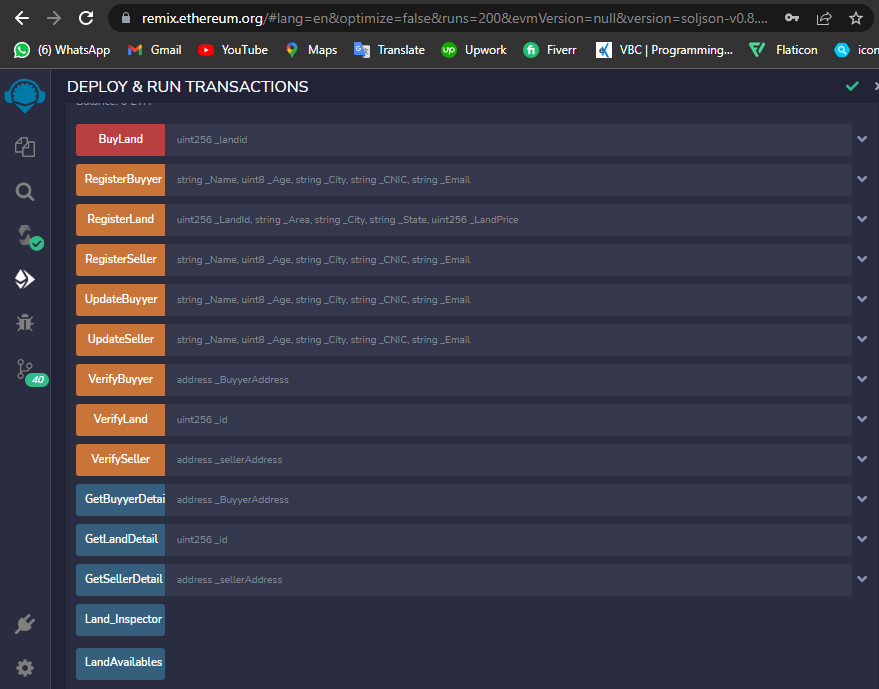 remix.ethereum.org/#lang=en&optimize=false&runs=200&evmVersion=null&version=soljson-v0.8....
(6) WhatsApp Gmail YouTube Maps Translate Upwork Fiverr VBC | Programming... Flaticon icon
DEPLOY & RUN TRANSACTIONS
BuyLand uint256 _landid
RegisterBuyyer string _Name, uint8 _Age, string _City, string _CNIC, string _Email
RegisterLand uint256 _LandId, string _Area, string _City, string _State, uint256 _LandPrice
RegisterSeller string _Name, uint8 _Age, string _City, string _CNIC, string _Email
UpdateBuyyer string _Name, uint8 _Age, string _City, string _CNIC, string _Email
UpdateSeller string _Name, uint8 _Age, string _City, string _CNIC, string _Email
VerifyBuyyer address _BuyyerAddress
40
VerifyLand uint256 _id
VerifySeller address _sellerAddress
GetBuyyerDetai address _BuyyerAddress
GetLandDetail uint256 _id
GetSellerDetail address _sellerAddress
Land_Inspector
LandAvailables